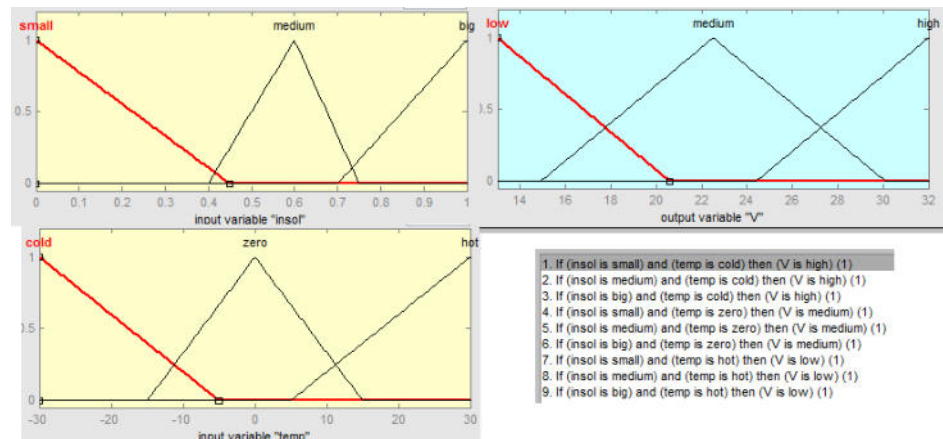 small medium big
1
0.5
0
0 0.1 0.2 0.3 0.4 0.5 0.6 0.7 0.8 0.9 1
input variable "insol"
low medium high
1
0.5
0
14 16 18 20 22 24 26 28 30 32
output variable "V"
cold zero hot
1
0.5
0
-30 -20 -10 0 10 20 30
input variable "temp"
1. If (insol is small) and (temp is cold) then (V is high) (1)
2. If (insol is medium) and (temp is cold) then (V is high) (1)
3. If (insol is big) and (temp is cold) then (V is high) (1)
4. If (insol is small) and (temp is zero) then (V is medium) (1)
5. If (insol is medium) and (temp is zero) then (V is medium) (1)
6. If (insol is big) and (temp is zero) then (V is medium) (1)
7. If (insol is small) and (temp is hot) then (V is low) (1)
8. If (insol is medium) and (temp is hot) then (V is low) (1)
9. If (insol is big) and (temp is hot) then (V is low) (1)